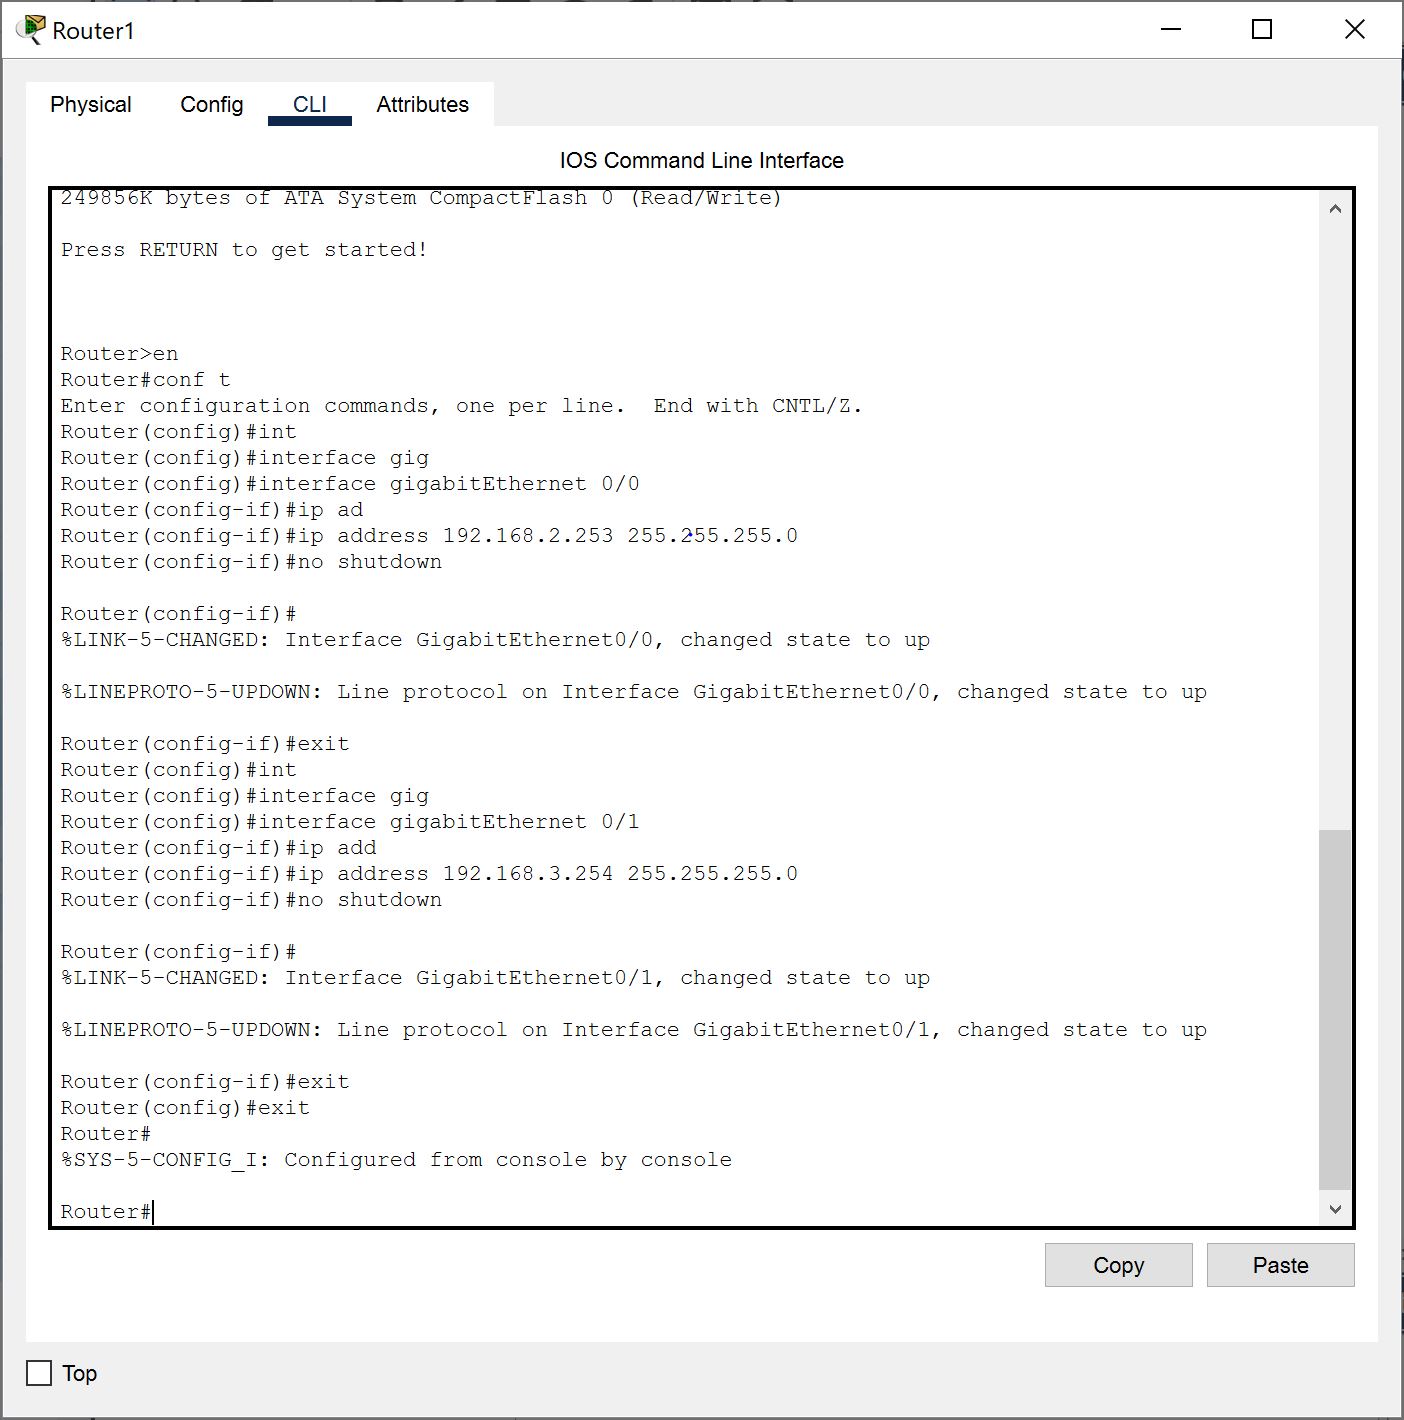 Router1
Physical Config CLI Attributes
IOS Command Line Interface
249856K bytes of ATA System CompactFlash 0 (Read/Write)
Press RETURN to get started!
Router>en
Router#conf t
Enter configuration commands, one per line.  End with CNTL/Z.
Router(config)#int
Router(config)#interface gig
Router(config)#interface gigabitEthernet 0/0
Router(config-if)#ip ad
Router(config-if)#ip address 192.168.2.253 255.255.255.0
Router(config-if)#no shutdown
Router(config-if)#
%LINK-5-CHANGED: Interface GigabitEthernet0/0, changed state to up
%LINEPROTO-5-UPDOWN: Line protocol on Interface GigabitEthernet0/0, changed state to up
Router(config-if)#exit
Router(config)#int
Router(config)#interface gig
Router(config)#interface gigabitEthernet 0/1
Router(config-if)#ip add
Router(config-if)#ip address 192.168.3.254 255.255.255.0
Router(config-if)#no shutdown
Router(config-if)#
%LINK-5-CHANGED: Interface GigabitEthernet0/1, changed state to up
%LINEPROTO-5-UPDOWN: Line protocol on Interface GigabitEthernet0/1, changed state to up
Router(config-if)#exit
Router(config)#exit
Router#
%SYS-5-CONFIG_I: Configured from console by console
Router#
Copy Paste
Top